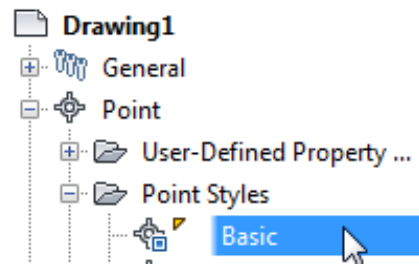 Drawing1
General
Point
User-Defined Property ...
Point Styles
Basic